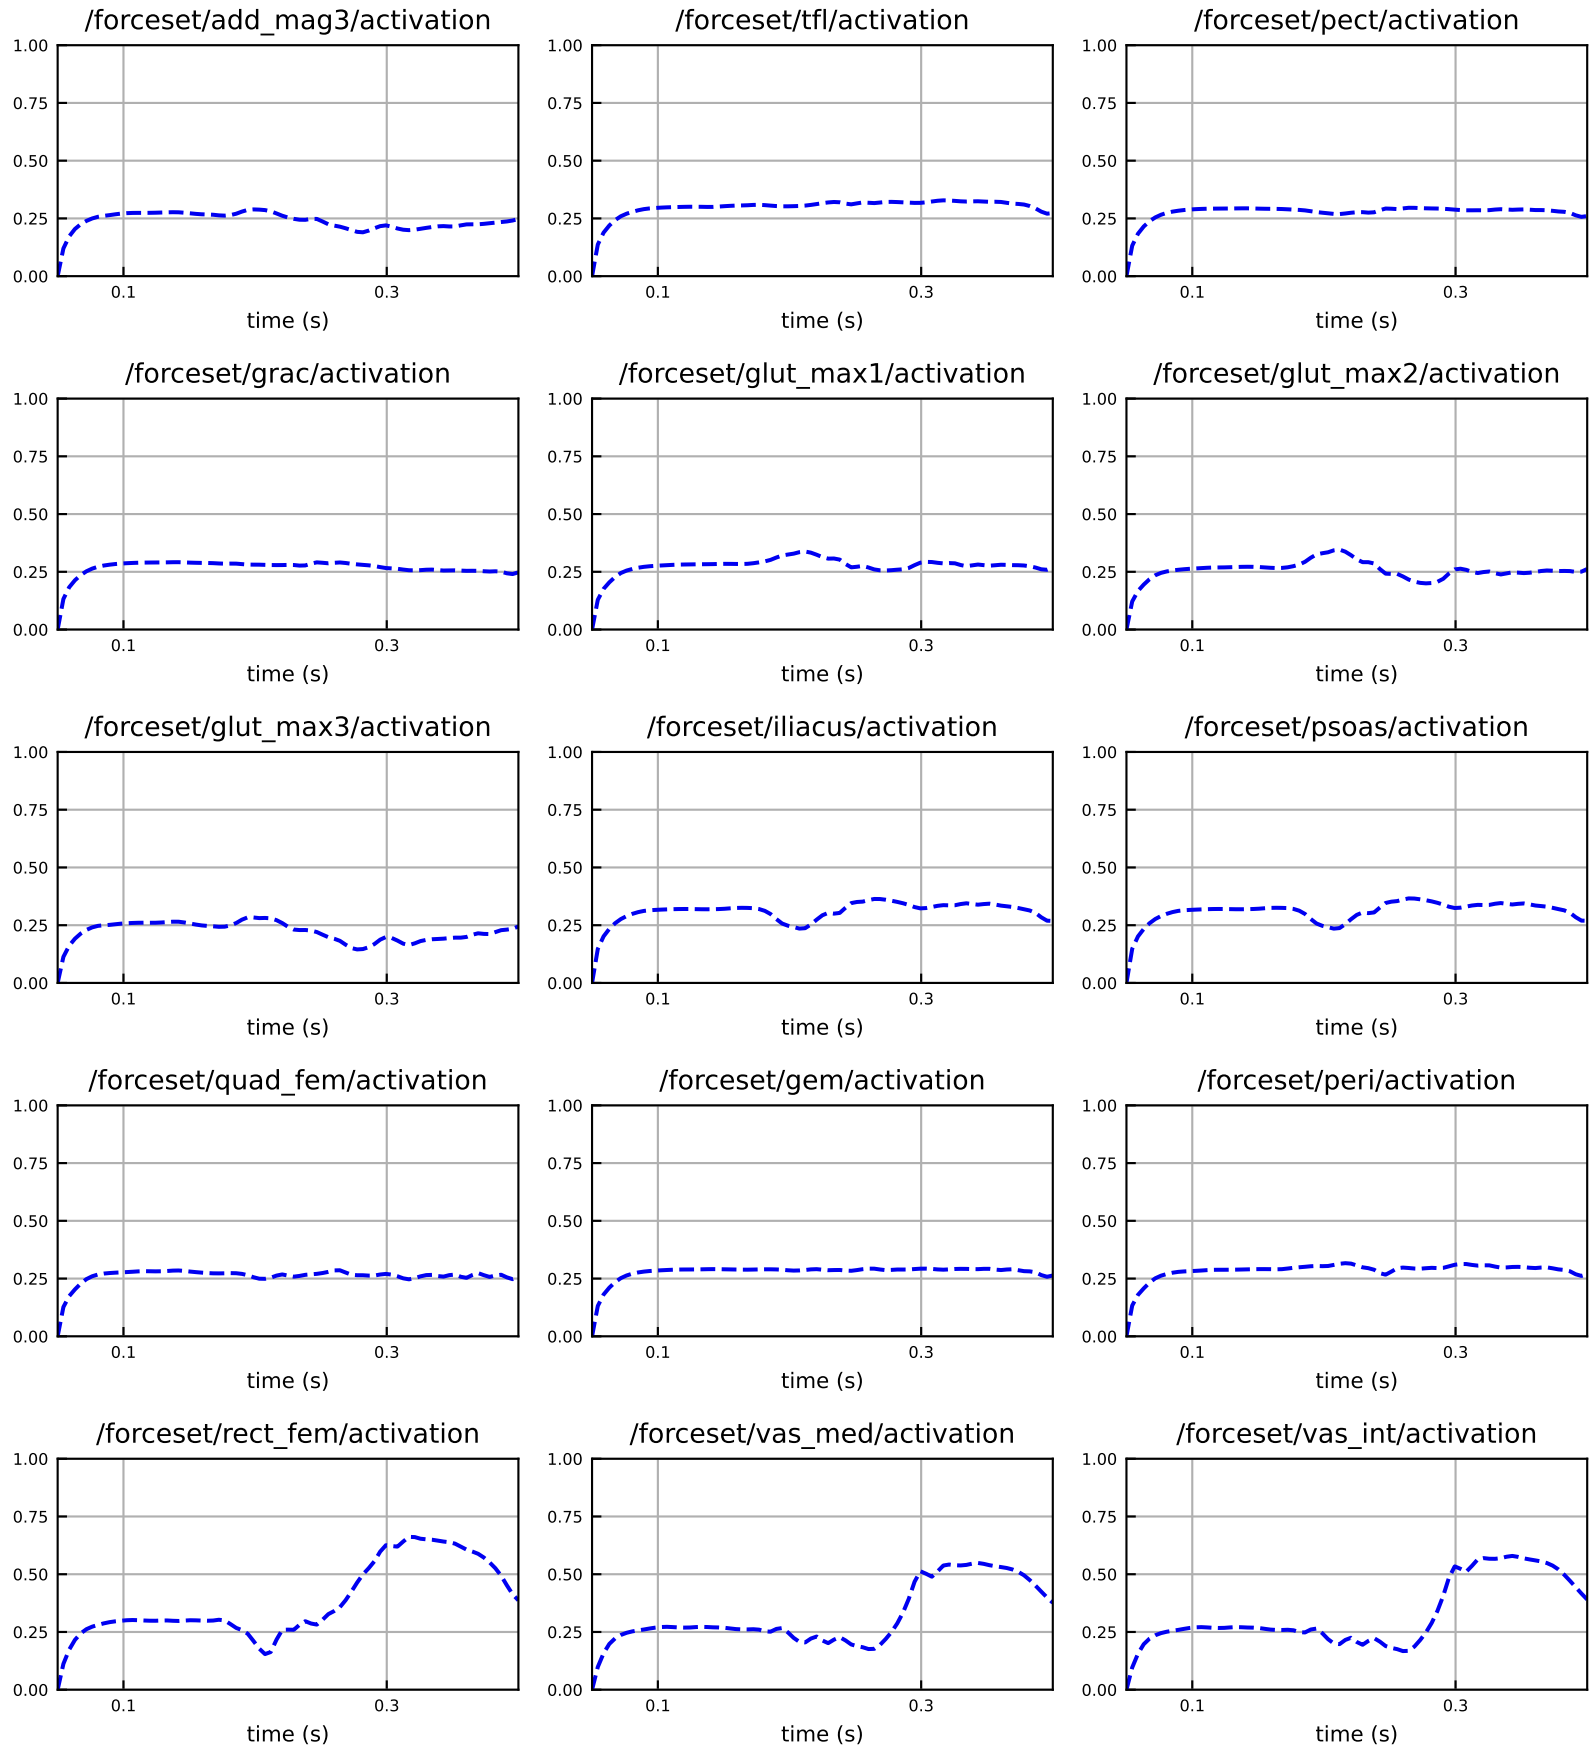 /forceset/add_mag3/activation /forceset/tfl/activation /forceset/pect/activation
1.00 1.00 1.00
0.75 0.75 0.75
0.50 0.50 0.50
0.25 0.25 0.25
0.00 0.00 0.00
0.1 0.3 0.1 0.3 0.1 0.3
time (s) time (s) time (s)
/forceset/grac/activation /forceset/glut_max1/activation /forceset/glut_max2/activation
1.00 1.00 1.00
0.75 0.75 0.75
0.50 0.50 0.50
0.25 0.25 0.25
0.00 0.00 0.00
0.1 0.3 0.1 0.3 0.1 0.3
time (s) time (s) time (s)
/forceset/glut_max3/activation /forceset/iliacus/activation /forceset/psoas/activation
1.00 1.00 1.00
0.75 0.75 0.75
0.50 0.50 0.50
0.25 0.25 0.25
0.00 0.00 0.00
0.1 0.3 0.1 0.3 0.1 0.3
time (s) time (s) time (s)
/forceset/quad_fem/activation /forceset/gem/activation /forceset/peri/activation
1.00 1.00 1.00
0.75 0.75 0.75
0.50 0.50 0.50
0.25 0.25 0.25
0.00 0.00 0.00
0.1 0.3 0.1 0.3 0.1 0.3
time (s) time (s) time (s)
/forceset/rect_fem/activation /forceset/vas_med/activation /forceset/vas_int/activation
1.00 1.00 1.00
0.75 0.75 0.75
0.50 0.50 0.50
0.25 0.25 0.25
0.00 0.00 0.00
0.1 0.3 0.1 0.3 0.1 0.3
time (s) time (s) time (s)